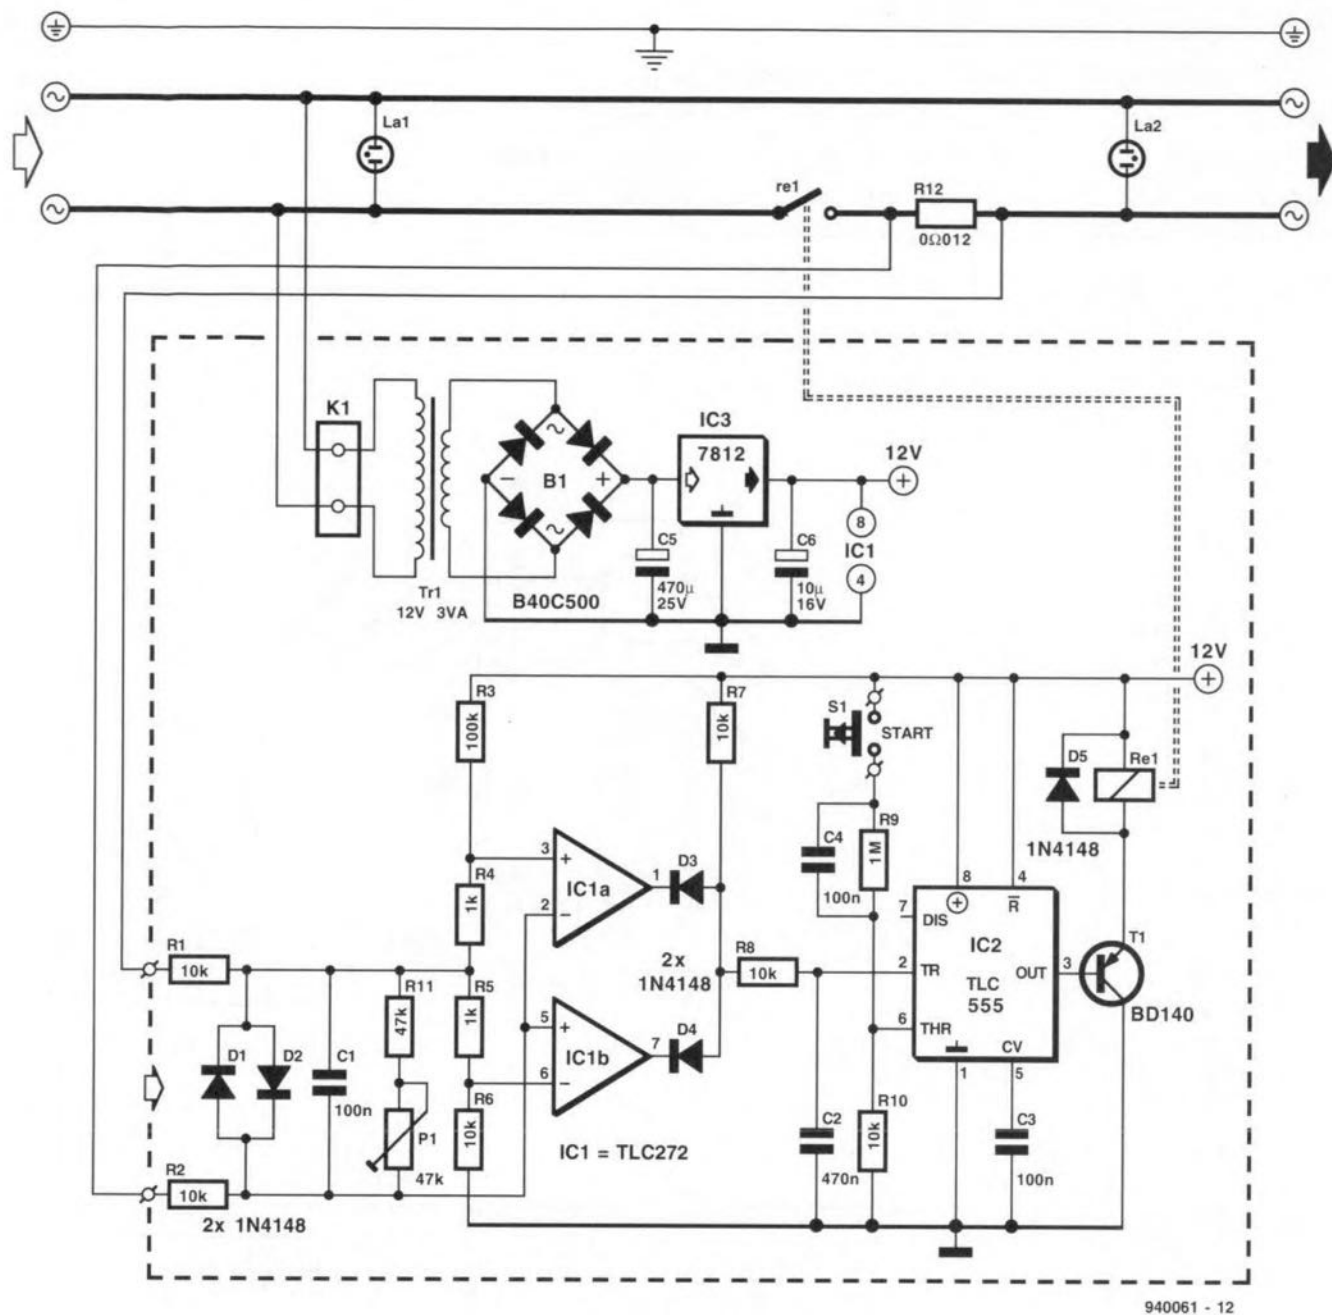 La1
La2
re1
R12
0Ω012
K1
IC3
7812
12V
B1
− +
C5
C6
8
IC1
4
470µ
25V
10µ
16V
Tr1
12V 3VA
B40C500
12V
R3
100k
R7
10k
S1
START
D5
Re1
1N4148
C4
100n
R9
1M
3
+
IC1a
1
2
−
D3
R4
1k
8
4
7
DIS
R
IC2
TLC
555
2
TR
OUT
3
T1
BD140
6
THR
CV
1
5
R8
10k
2x
1N4148
R1
10k
R11
47k
R5
1k
5
+
IC1b
7
6
−
D4
D1
D2
C1
100n
R6
10k
P1
47k
R2
10k
2x 1N4148
IC1 = TLC272
C2
470n
R10
10k
C3
100n
940061 - 12